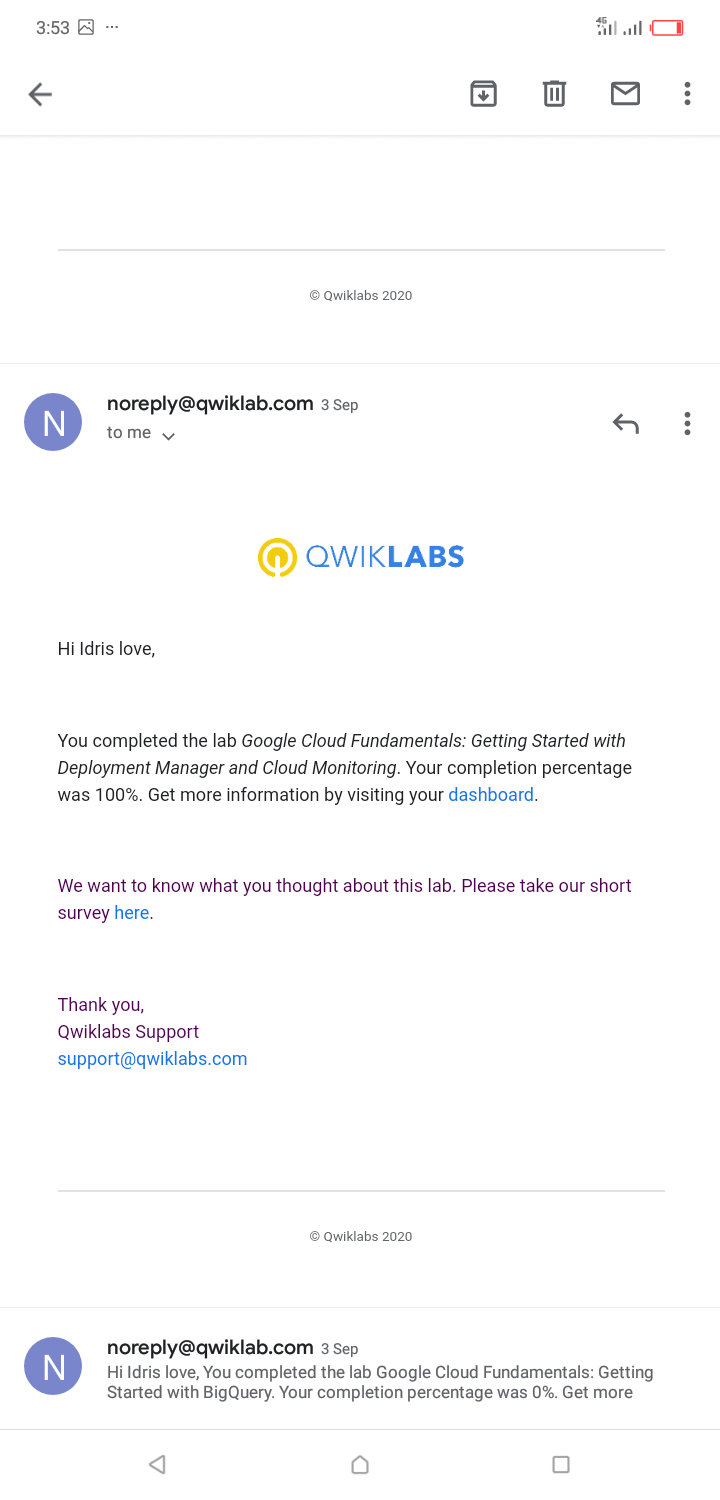 3:53
4G
© Qwiklabs 2020
N
noreply@qwiklab.com 3 Sep
to me
QWIKLABS
Hi Idris love,
You completed the lab Google Cloud Fundamentals: Getting Started with
Deployment Manager and Cloud Monitoring. Your completion percentage
was 100%. Get more information by visiting your dashboard.
We want to know what you thought about this lab. Please take our short
survey here.
Thank you,
Qwiklabs Support
support@qwiklabs.com
© Qwiklabs 2020
N
noreply@qwiklab.com 3 Sep
Hi Idris love, You completed the lab Google Cloud Fundamentals: Getting
Started with BigQuery. Your completion percentage was 0%. Get more